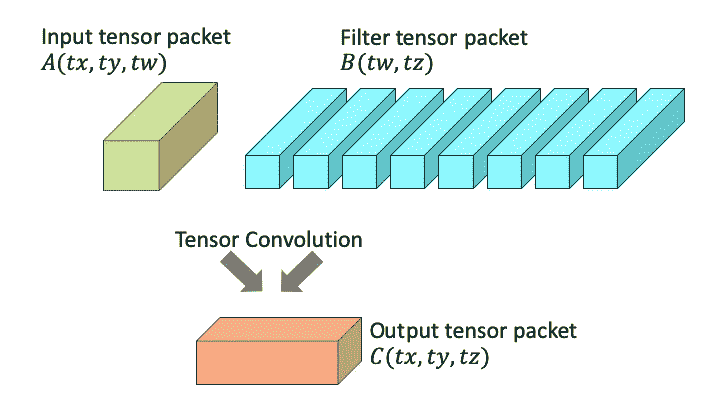 Input tensor packet
A(tx, ty, tw)
Filter tensor packet
B(tw, tz)
Tensor Convolution
Output tensor packet
C(tx, ty, tz)